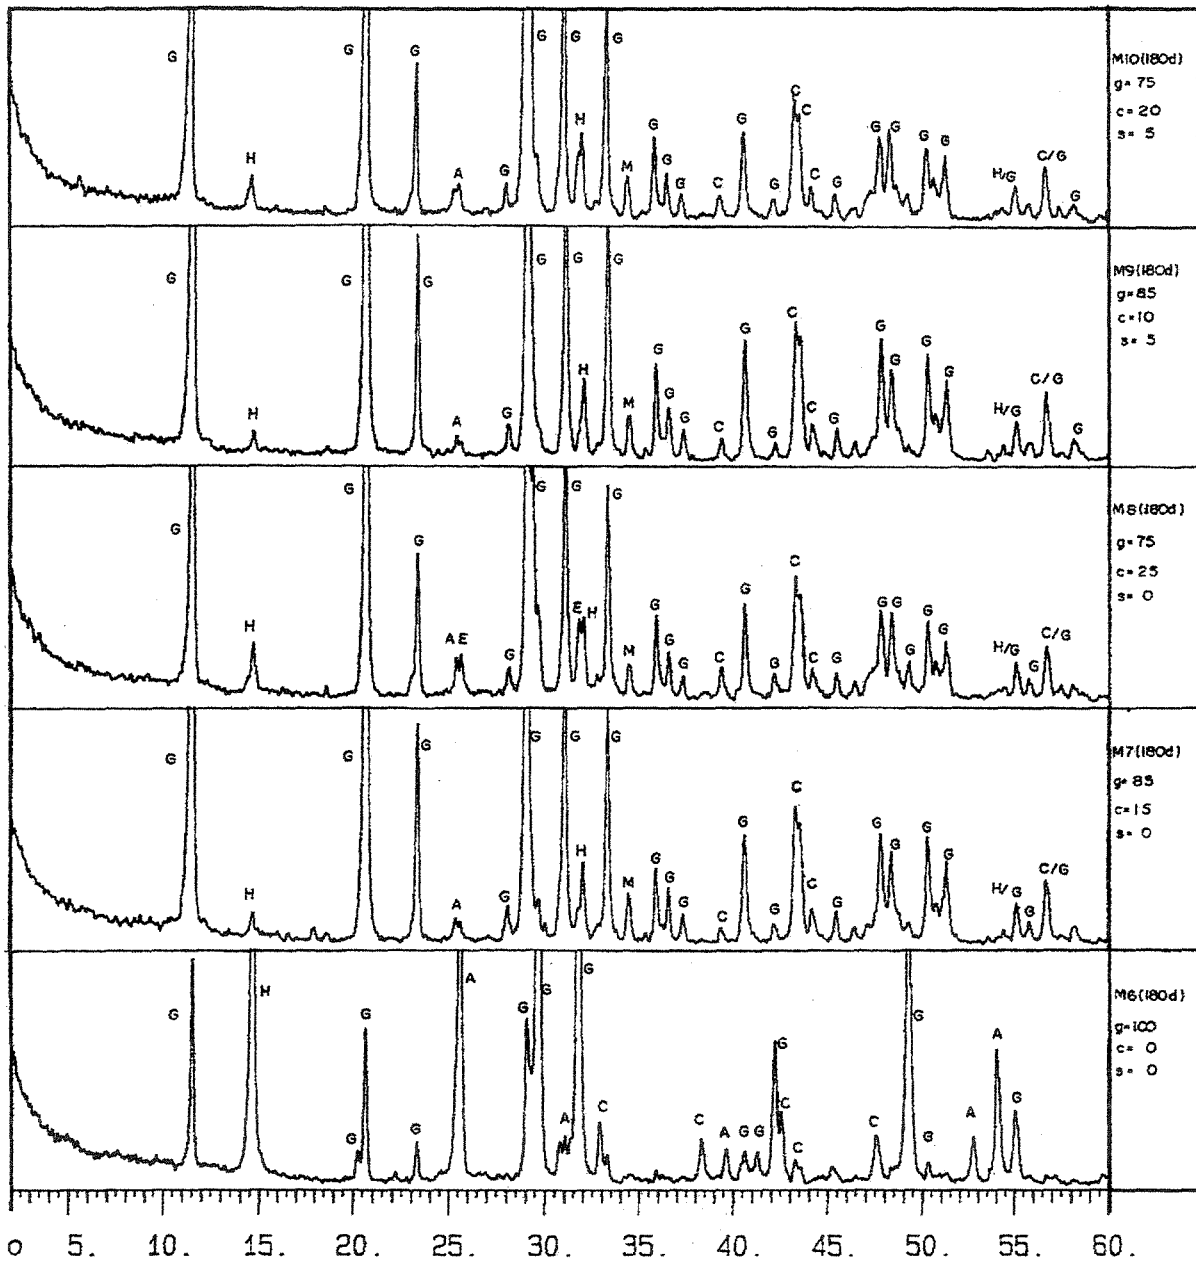 G G G G G G
M10(180d)
g= 75
c= 20
s= 5
H A G H M G G G C G G C C C G G G G G H/G C/G G
G G G G G G
M9(180d)
g=85
c=10
s= 5
H A G H M G G G C G G C C G G G G G H/G C/G G
G G G G G G
M8(180d)
g= 75
c= 25
s= 0
H A E G E H M G G G C G G C C G G G G G G H/G G C/G
G G G G G G
M7(180d)
g= 85
c= 15
s= 0
H A G H M G G G C G G C C G G G G G H/G G C/G
G H G G G A G G A G C C A G G G C C C G G A A G
M6(180d)
g=100
c= 0
s= 0
0 5. 10. 15. 20. 25. 30. 35. 40. 45. 50. 55. 60.